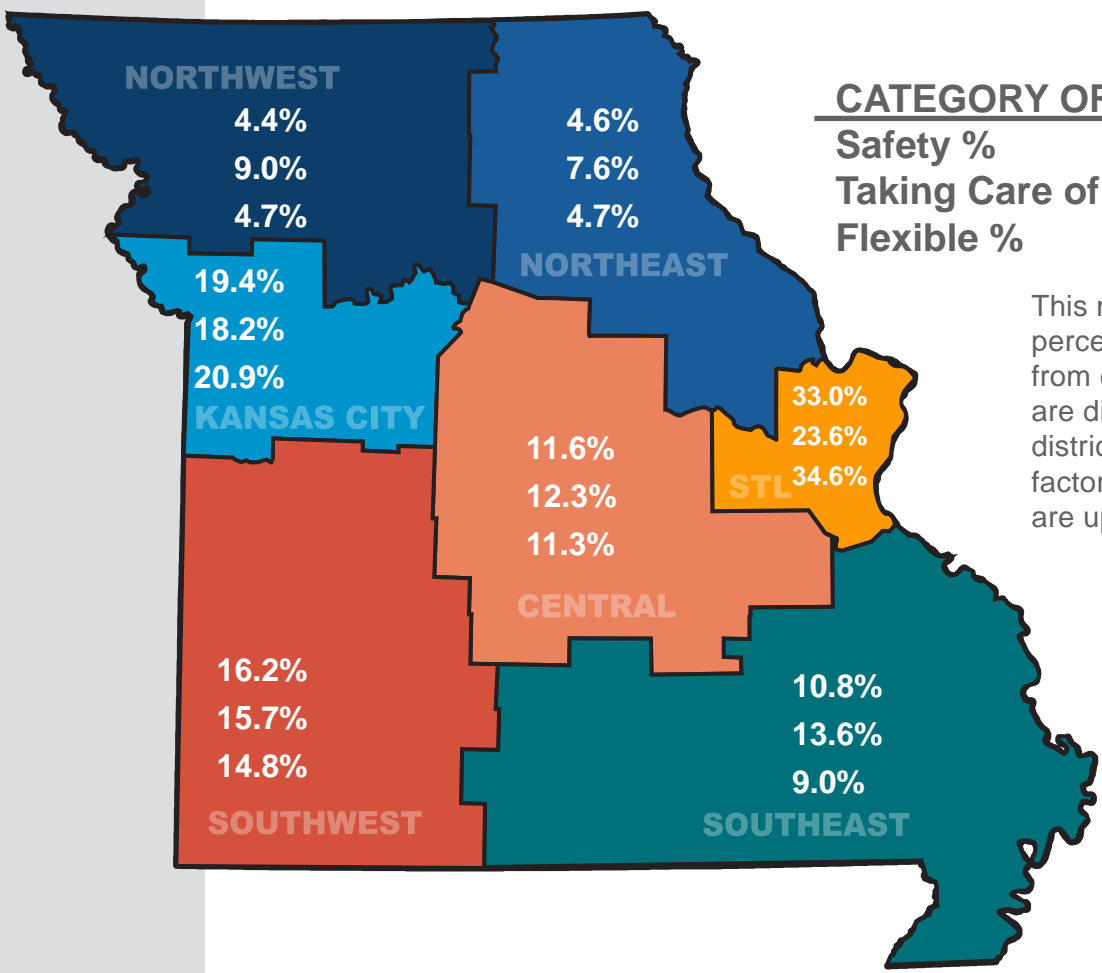 NORTHWEST
4.4%
9.0%
4.7%
4.6%
7.6%
4.7%
NORTHEAST
CATEGORY OR
Safety %
Taking Care of
Flexible %
19.4%
18.2%
20.9%
KANSAS CITY
This
perce
from
are di
distric
factor
are up
33.0%
23.6%
34.6%
STL
11.6%
12.3%
11.3%
CENTRAL
16.2%
15.7%
14.8%
SOUTHWEST
10.8%
13.6%
9.0%
SOUTHEAST